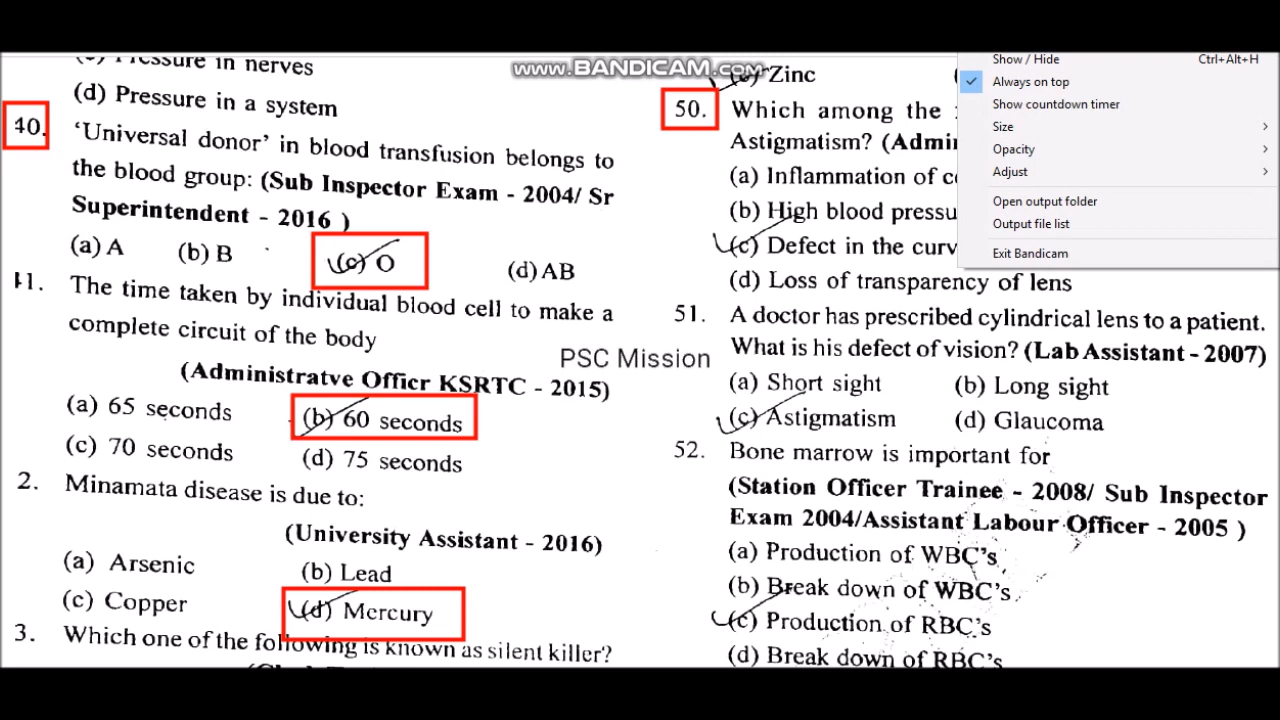 www.BANDICAM.com
Pressure in nerves
(d) Pressure in a system
40. ‘Universal donor’ in blood transfusion belongs to
the blood group: (Sub Inspector Exam - 2004/ Sr
Superintendent - 2016 )
(a) A (b) B (c) O (d) AB
41. The time taken by individual blood cell to make a
complete circuit of the body
(Administratve Officr KSRTC - 2015)
(a) 65 seconds (b) 60 seconds
(c) 70 seconds (d) 75 seconds
2. Minamata disease is due to:
(University Assistant - 2016)
(a) Arsenic (b) Lead
(c) Copper (d) Mercury
3. Which one of the following is known as silent killer?
PSC Mission
Zinc
50. Which among the
Astigmatism? (Admi
(a) Inflammation of
(b) High blood pressu
(c) Defect in the curv
(d) Loss of transparency of lens
51. A doctor has prescribed cylindrical lens to a patient.
What is his defect of vision? (Lab Assistant - 2007)
(a) Short sight (b) Long sight
(c) Astigmatism (d) Glaucoma
52. Bone marrow is important for
(Station Officer Trainee - 2008/ Sub Inspector
Exam 2004/Assistant Labour Officer - 2005 )
(a) Production of WBC’s
(b) Break down of WBC’s
(c) Production of RBC’s
(d) Break down of RBC’s
Show / Hide Ctrl+Alt+H
Always on top
Show countdown timer
Size
Opacity
Adjust
Open output folder
Output file list
Exit Bandicam